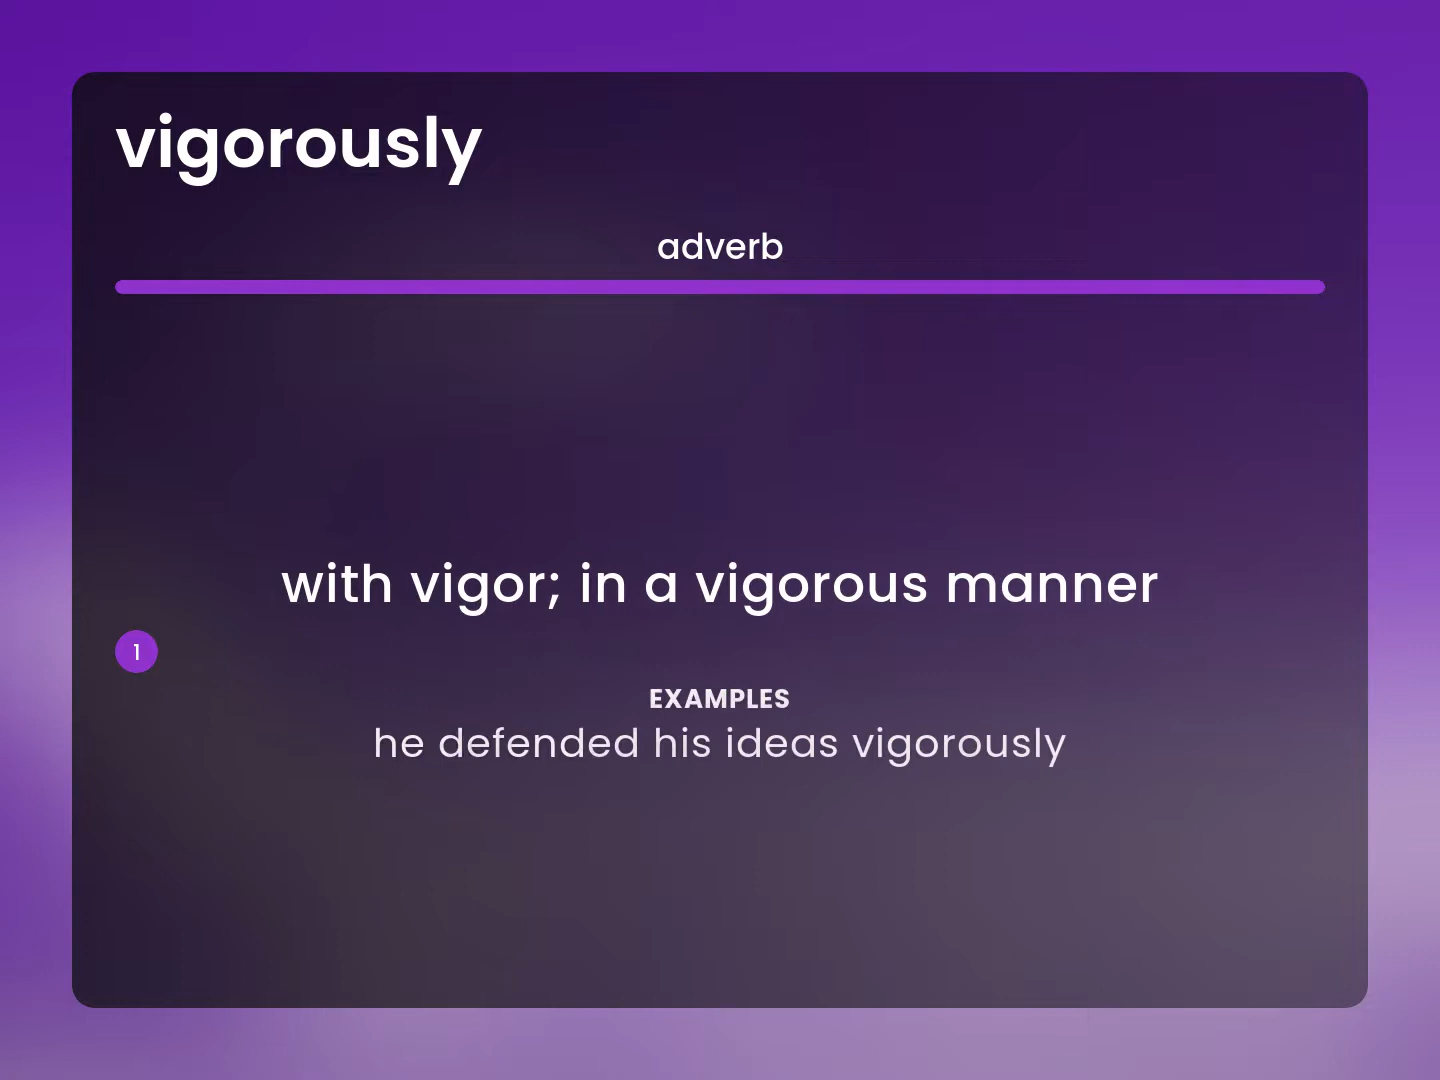 vigorously
adverb
with vigor; in a vigorous manner
1
EXAMPLES
he defended his ideas vigorously